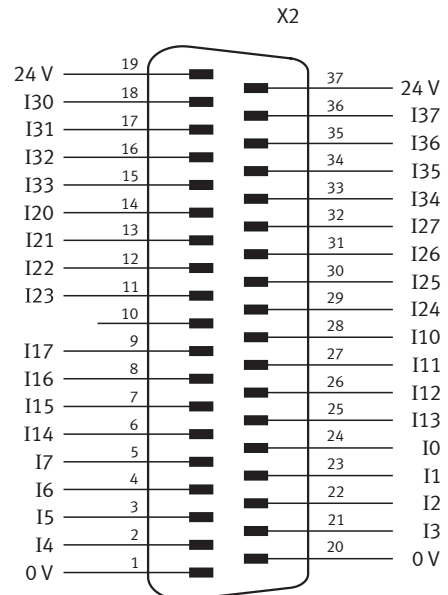 X2
24 V 19
37 24 V
I30 18
36 I37
I31 17
35 I36
I32 16
34 I35
I33 15
33 I34
I20 14
32 I27
I21 13
31 I26
I22 12
30 I25
I23 11
29 I24
10
28 I10
I17 9
27 I11
I16 8
26 I12
I15 7
25 I13
I14 6
24 I0
I7 5
23 I1
I6 4
22 I2
I5 3
21 I3
I4 2
20 0 V
0 V 1